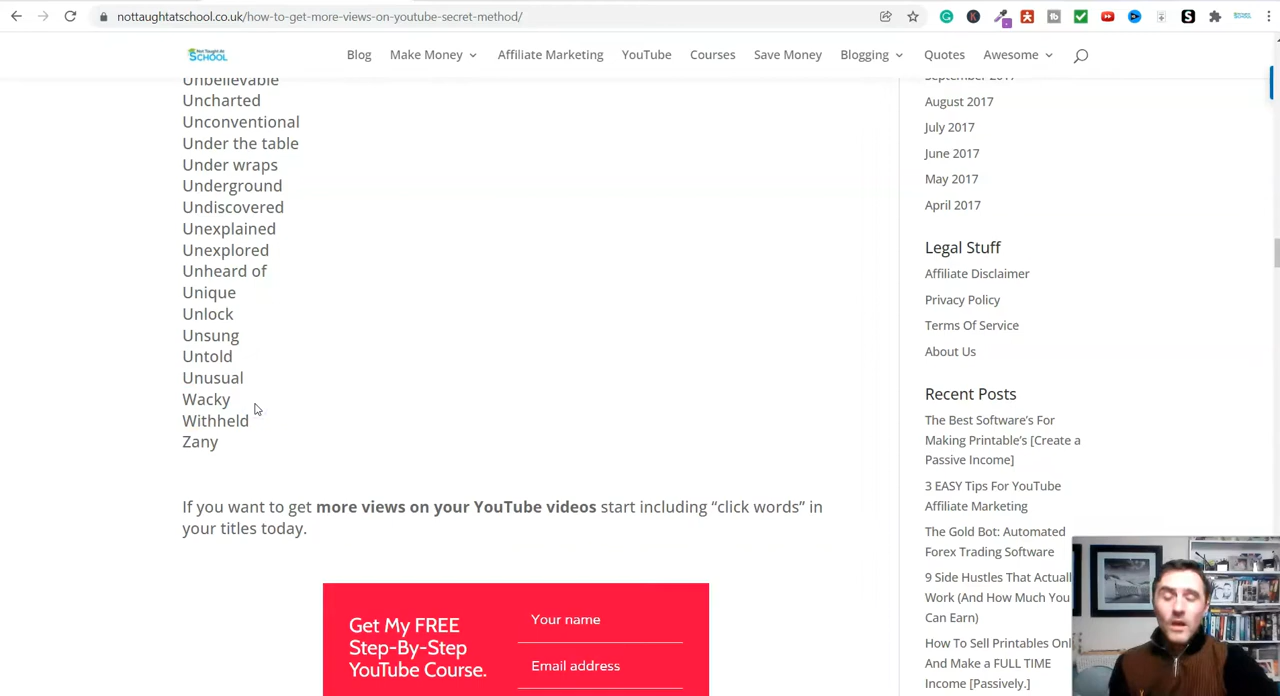 nottaughtatschool.co.uk/how-to-get-more-views-on-youtube-secret-method/
Not Taught At
SCHOOL
Blog
Make Money
Affiliate Marketing
YouTube
Courses
Save Money
Blogging
Quotes
Awesome
Unbelievable
Uncharted
Unconventional
Under the table
Under wraps
Underground
Undiscovered
Unexplained
Unexplored
Unheard of
Unique
Unlock
Unsung
Untold
Unusual
Wacky
Withheld
Zany
If you want to get more views on your YouTube videos start including “click words” in
your titles today.
Get My FREE
Step-By-Step
YouTube Course.
Your name
Email address
September 2017
August 2017
July 2017
June 2017
May 2017
April 2017
Legal Stuff
Affiliate Disclaimer
Privacy Policy
Terms Of Service
About Us
Recent Posts
The Best Software’s For
Making Printable’s [Create a
Passive Income]
3 EASY Tips For YouTube
Affiliate Marketing
The Gold Bot: Automated
Forex Trading Software
9 Side Hustles That Actuall
Work (And How Much You
Can Earn)
How To Sell Printables Onl
And Make a FULL TIME
Income [Passively.]